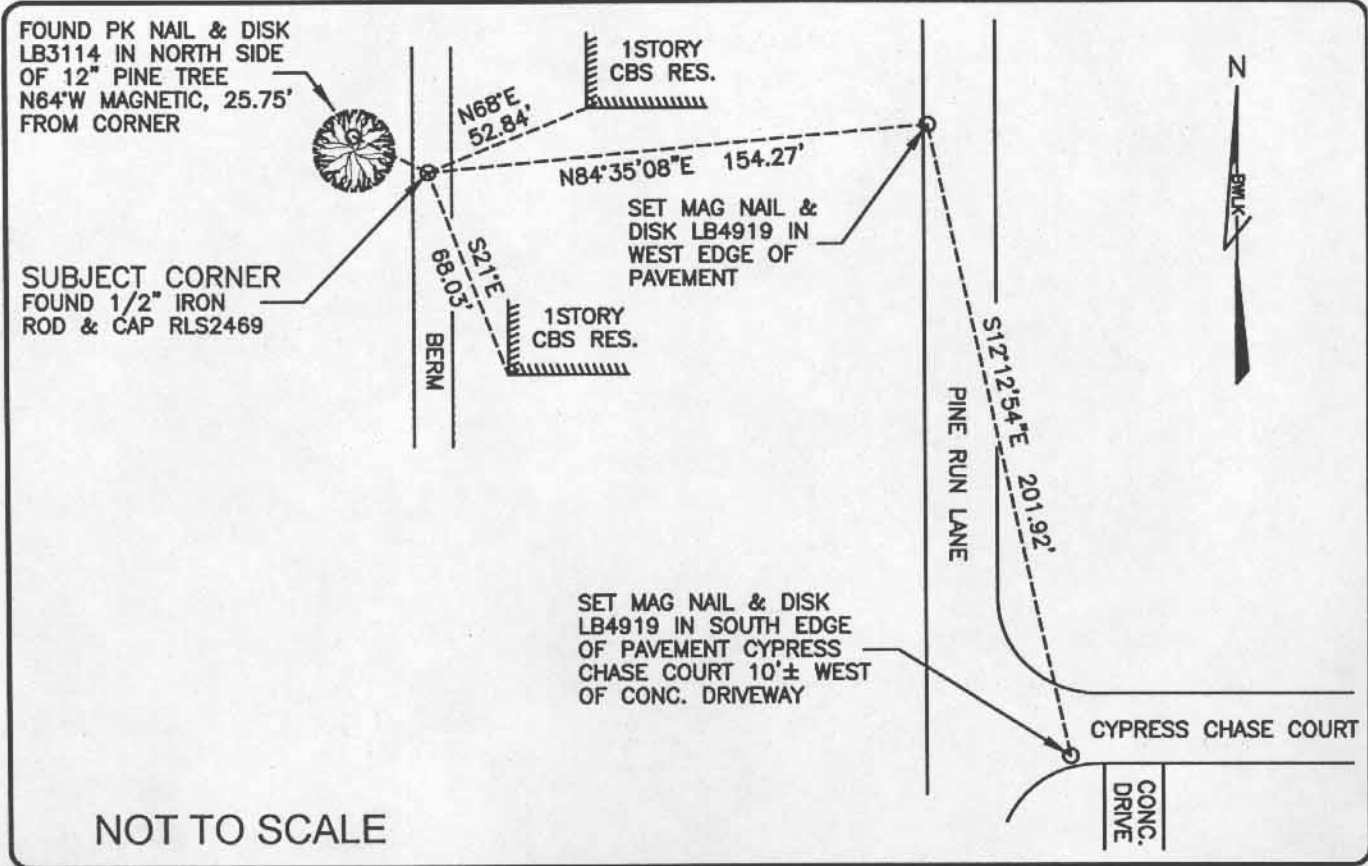 FOUND PK NAIL & DISK
LB3114 IN NORTH SIDE
OF 12" PINE TREE
N64°W MAGNETIC, 25.75'
FROM CORNER
1STORY
CBS RES.
N68°E
52.84'
N84°35'08"E 154.27'
N
BWLK
SET MAG NAIL &
DISK LB4919 IN
WEST EDGE OF
PAVEMENT
SUBJECT CORNER
FOUND 1/2" IRON
ROD & CAP RLS2469
S21°E
68.03'
BERM
1STORY
CBS RES.
PINE RUN LANE
S12°12'54"E 201.92'
SET MAG NAIL & DISK
LB4919 IN SOUTH EDGE
OF PAVEMENT CYPRESS
CHASE COURT 10'± WEST
OF CONC. DRIVEWAY
CYPRESS CHASE COURT
CONC.
DRIVE
NOT TO SCALE